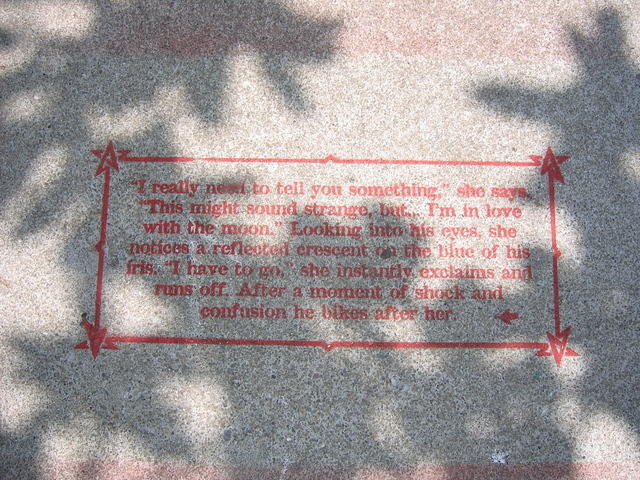 "I really need to tell you something," she says.
"This might sound strange, but... I'm in love
with the moon." Looking into his eyes, she
notices a reflected crescent on the blue of his
iris. "I have to go," she instantly exclaims and
runs off. After a moment of shock and
confusion he bikes after her.